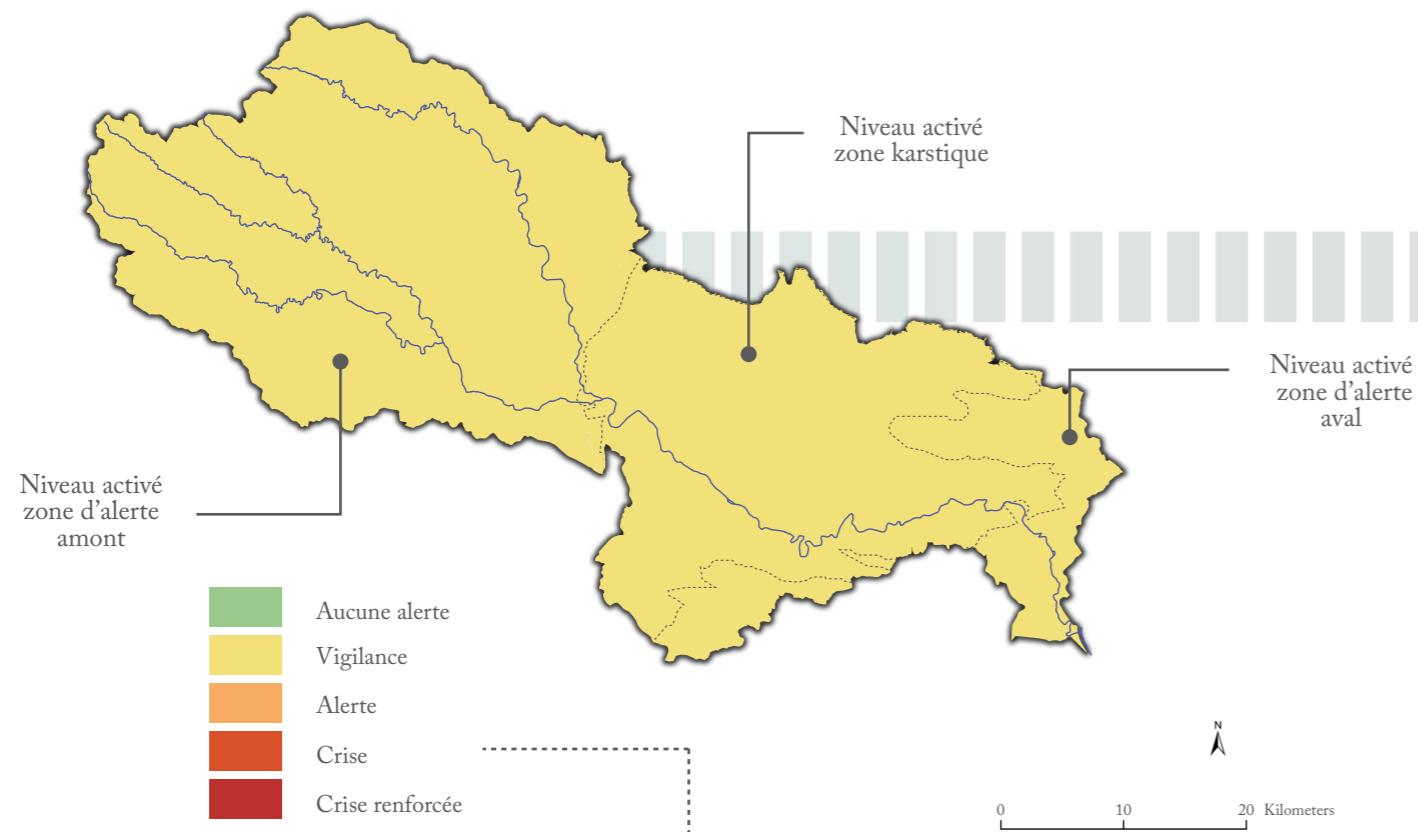 Niveau activé
zone karstique
Niveau activé
zone d'alerte
aval
Niveau activé
zone d'alerte
amont
Aucune alerte
Vigilance
Alerte
Crise
Crise renforcée
N
0 10 20 Kilometers